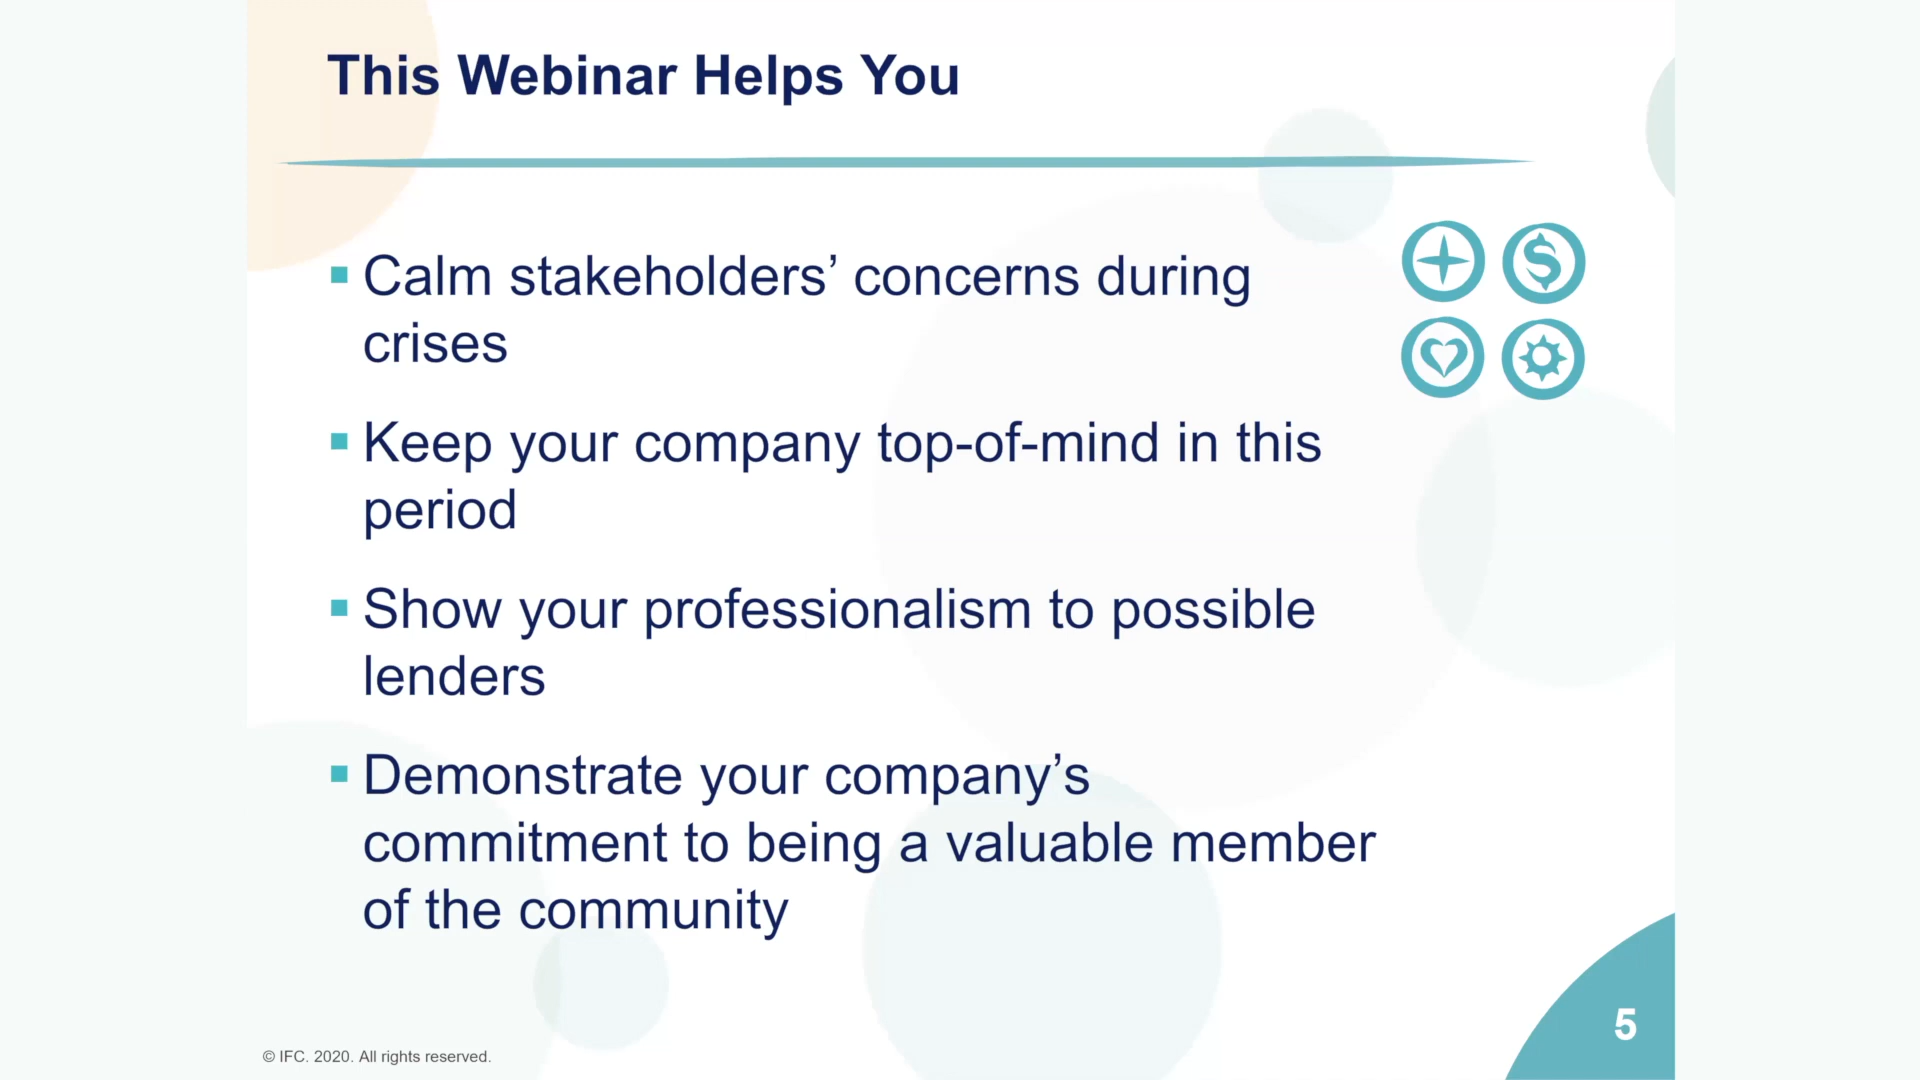 This Webinar Helps You
▪ Calm stakeholders’ concerns during
crises
▪ Keep your company top-of-mind in this
period
▪ Show your professionalism to possible
lenders
▪ Demonstrate your company’s
commitment to being a valuable member
of the community
5
© IFC. 2020. All rights reserved.